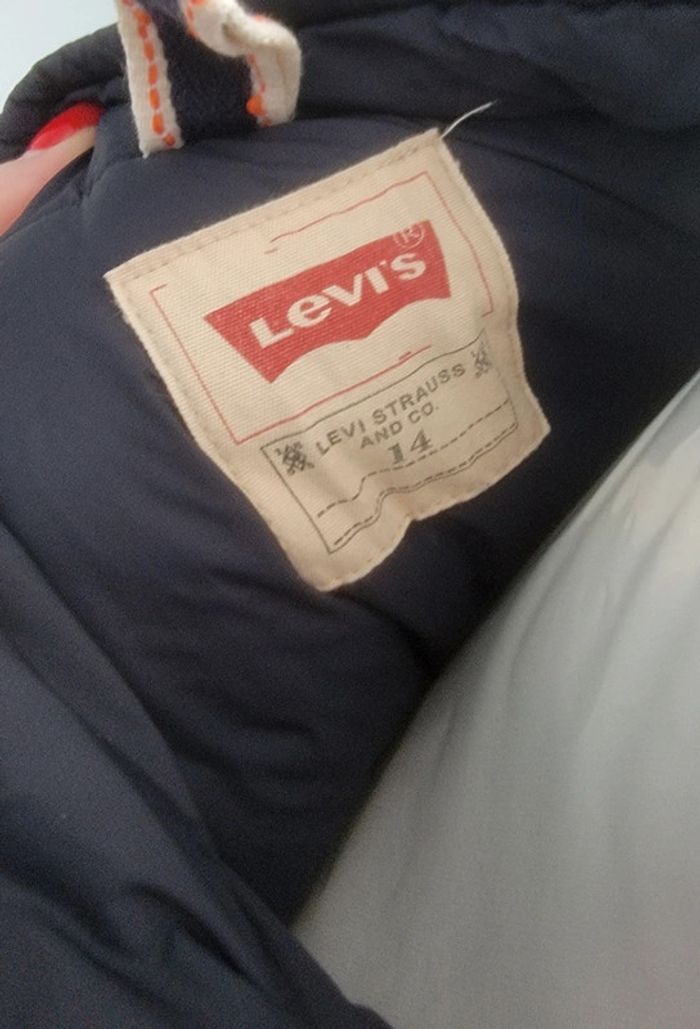 Levi's ®
LEVI STRAUSS
AND CO.
14